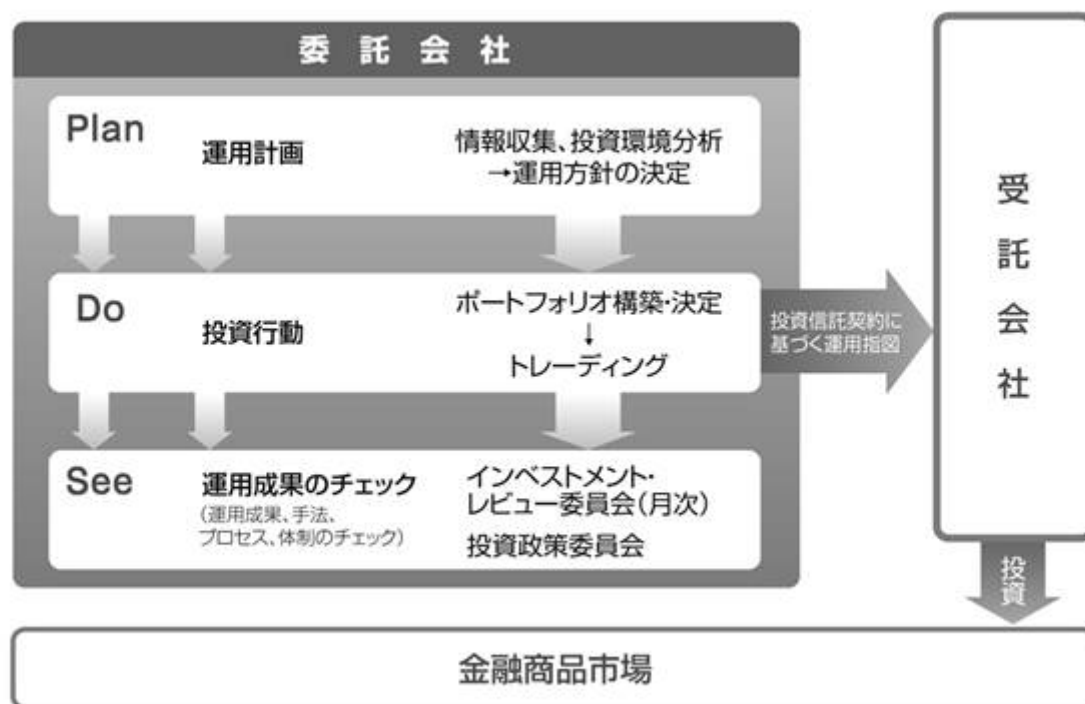 委託会社
Plan
運用計画
情報収集、投資環境分析
→運用方針の決定
Do
投資行動
ポートフォリオ構築・決定
↓
トレーディング
See
運用成果のチェック
(運用成果、手法、
プロセス、体制のチェック)
インベストメント・
レビュー委員会(月次)
投資政策委員会
投資信託契約に
基づく運用指図
受託会社
投資
金融商品市場